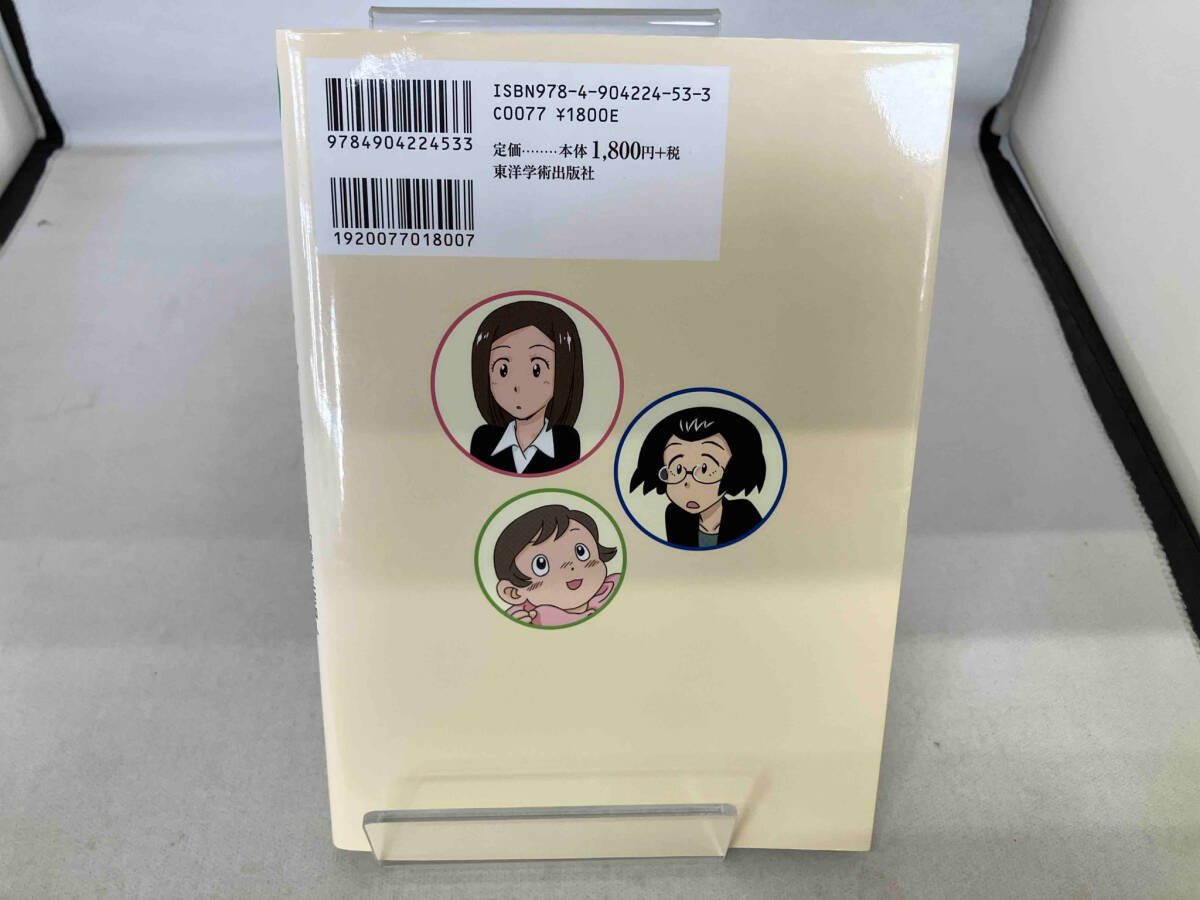 ISBN978-4-904224-53-3
C0077 ¥1800E
9784904224533
定価........本体1,800円+税
東洋学術出版社
1920077018007